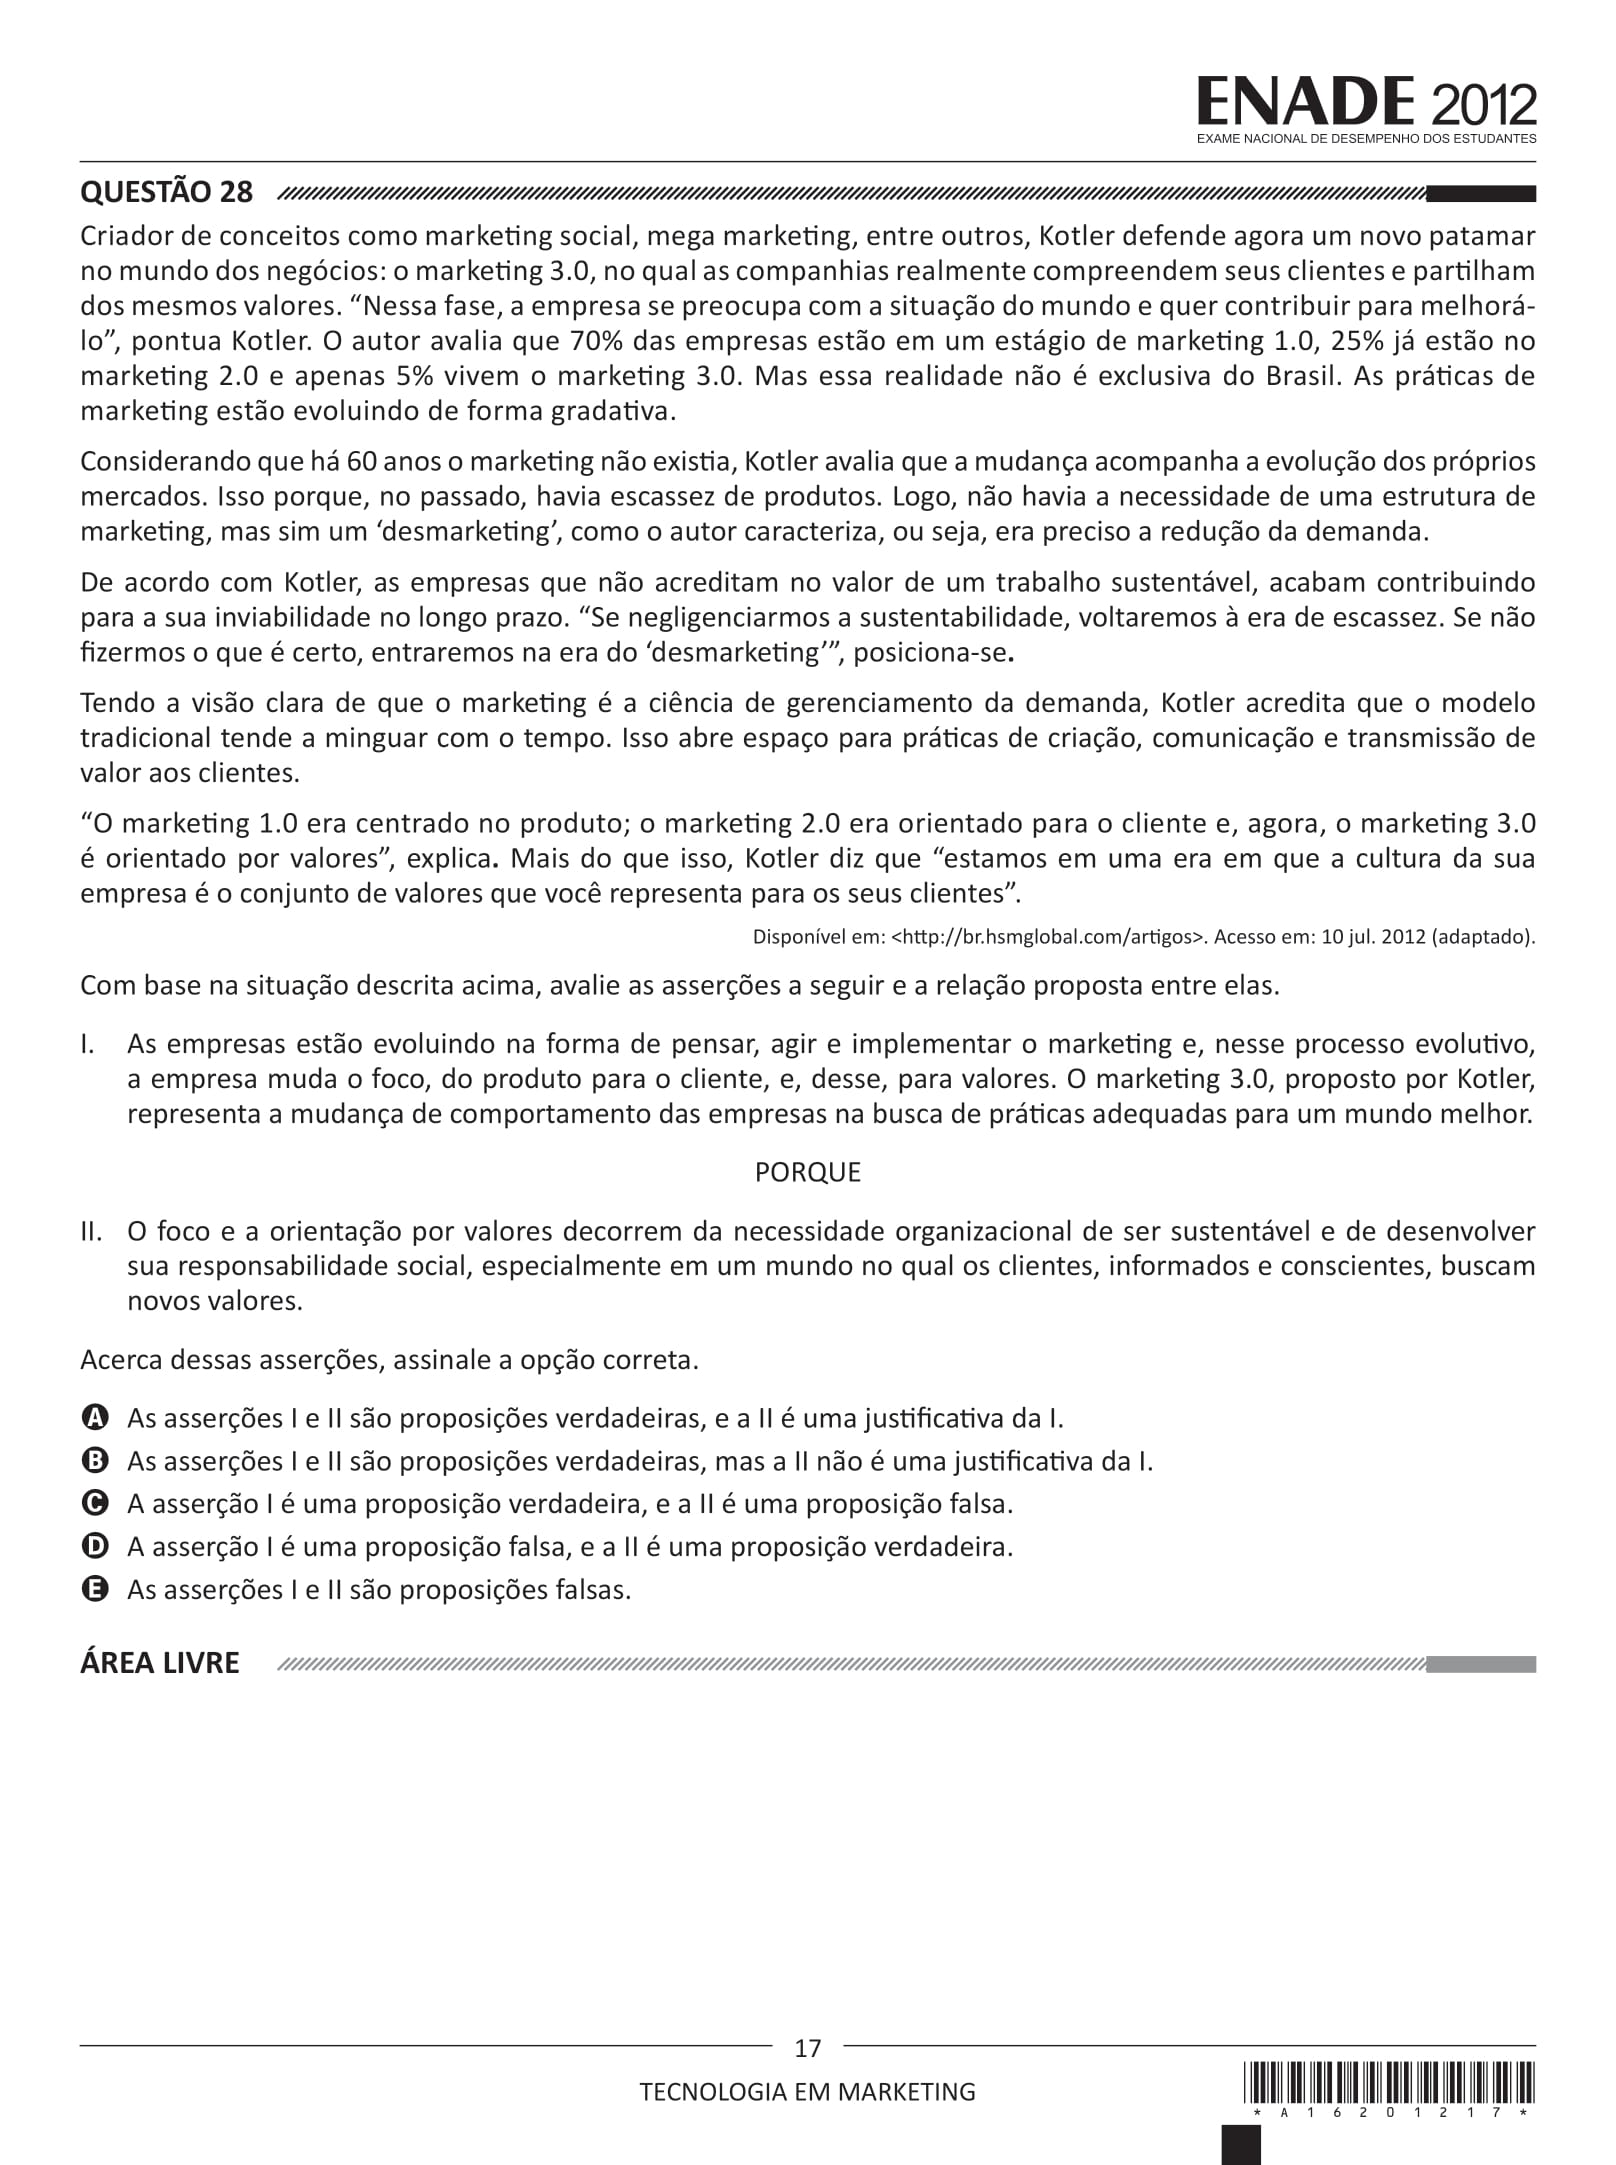 ENADE 2012
EXAME NACIONAL DE DESEMPENHO DOS ESTUDANTES
QUESTÃO 28
Criador de conceitos como marketing social, mega marketing, entre outros, Kotler defende agora um novo patamar
no mundo dos negócios: o marketing 3.0, no qual as companhias realmente compreendem seus clientes e partilham
dos mesmos valores. “Nessa fase, a empresa se preocupa com a situação do mundo e quer contribuir para melhorá-
lo”, pontua Kotler. O autor avalia que 70% das empresas estão em um estágio de marketing 1.0, 25% já estão no
marketing 2.0 e apenas 5% vivem o marketing 3.0. Mas essa realidade não é exclusiva do Brasil. As práticas de
marketing estão evoluindo de forma gradativa.
Considerando que há 60 anos o marketing não existia, Kotler avalia que a mudança acompanha a evolução dos próprios
mercados. Isso porque, no passado, havia escassez de produtos. Logo, não havia a necessidade de uma estrutura de
marketing, mas sim um ‘desmarketing’, como o autor caracteriza, ou seja, era preciso a redução da demanda.
De acordo com Kotler, as empresas que não acreditam no valor de um trabalho sustentável, acabam contribuindo
para a sua inviabilidade no longo prazo. “Se negligenciarmos a sustentabilidade, voltaremos à era de escassez. Se não
fizermos o que é certo, entraremos na era do ‘desmarketing’”, posiciona-se.
Tendo a visão clara de que o marketing é a ciência de gerenciamento da demanda, Kotler acredita que o modelo
tradicional tende a minguar com o tempo. Isso abre espaço para práticas de criação, comunicação e transmissão de
valor aos clientes.
“O marketing 1.0 era centrado no produto; o marketing 2.0 era orientado para o cliente e, agora, o marketing 3.0
é orientado por valores”, explica. Mais do que isso, Kotler diz que “estamos em uma era em que a cultura da sua
empresa é o conjunto de valores que você representa para os seus clientes”.
Disponível em: <http://br.hsmglobal.com/artigos>. Acesso em: 10 jul. 2012 (adaptado).
Com base na situação descrita acima, avalie as asserções a seguir e a relação proposta entre elas.
I. As empresas estão evoluindo na forma de pensar, agir e implementar o marketing e, nesse processo evolutivo,
a empresa muda o foco, do produto para o cliente, e, desse, para valores. O marketing 3.0, proposto por Kotler,
representa a mudança de comportamento das empresas na busca de práticas adequadas para um mundo melhor.
PORQUE
II. O foco e a orientação por valores decorrem da necessidade organizacional de ser sustentável e de desenvolver
sua responsabilidade social, especialmente em um mundo no qual os clientes, informados e conscientes, buscam
novos valores.
Acerca dessas asserções, assinale a opção correta.
A As asserções I e II são proposições verdadeiras, e a II é uma justificativa da I.
B As asserções I e II são proposições verdadeiras, mas a II não é uma justificativa da I.
C A asserção I é uma proposição verdadeira, e a II é uma proposição falsa.
D A asserção I é uma proposição falsa, e a II é uma proposição verdadeira.
E As asserções I e II são proposições falsas.
ÁREA LIVRE
17
TECNOLOGIA EM MARKETING
* A 1 6 2 0 1 2 1 7 *